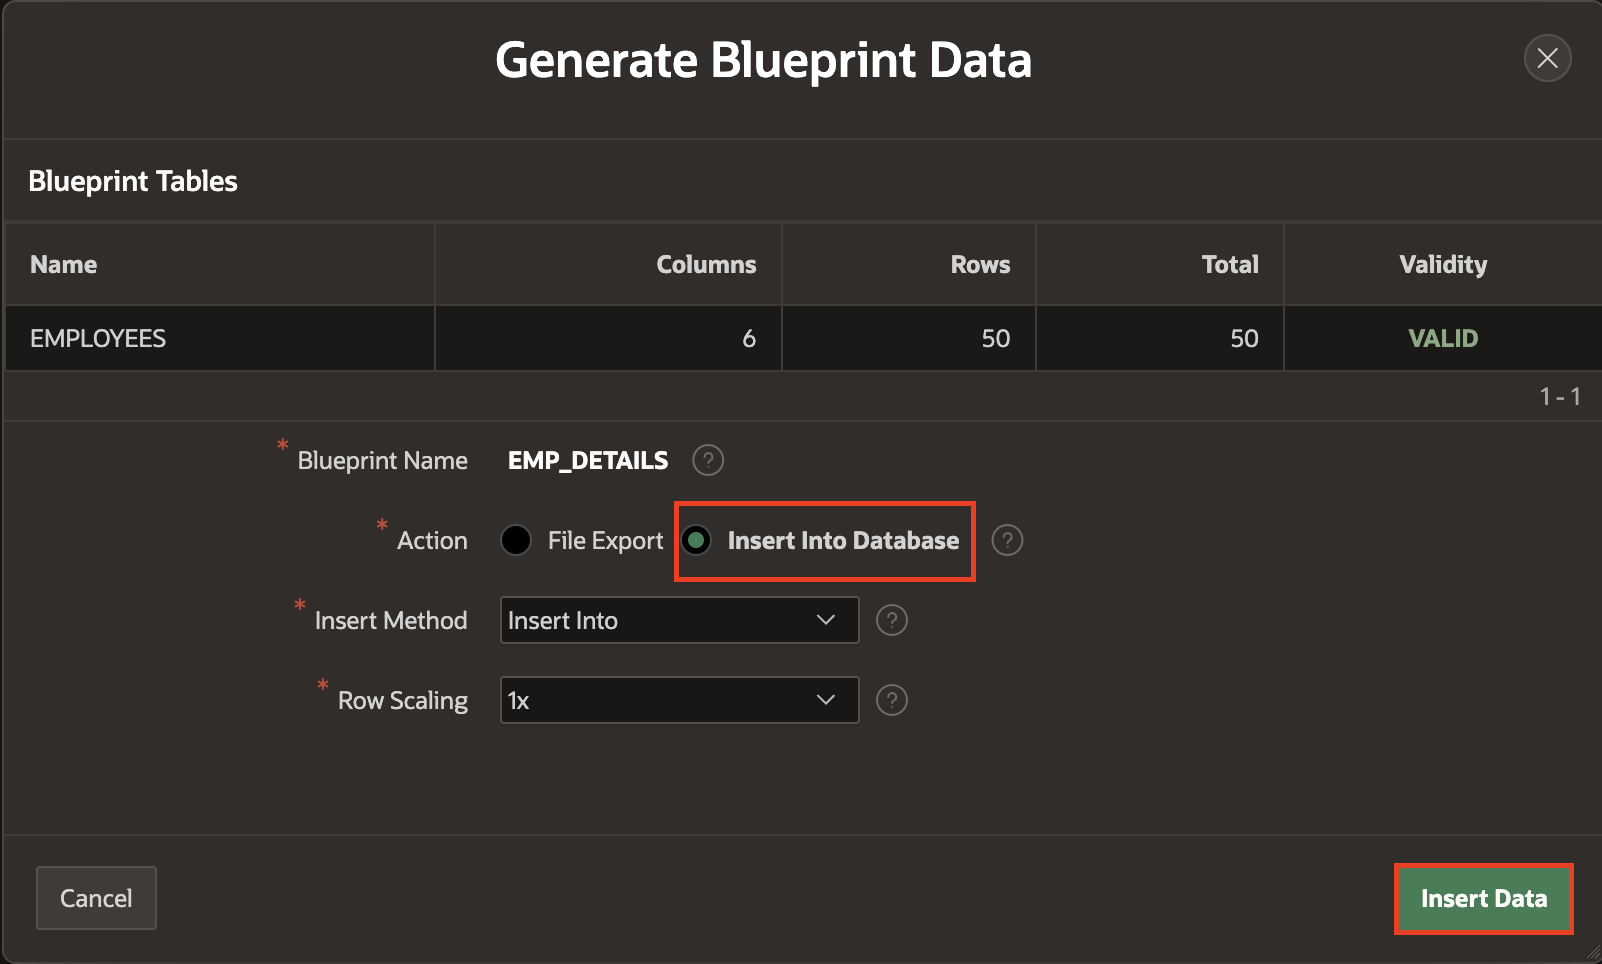 Generate Blueprint Data
Blueprint Tables
Name Columns Rows Total Validity
EMPLOYEES 6 50 50 VALID
1 - 1
* Blueprint Name EMP_DETAILS ?
* Action File Export Insert Into Database ?
* Insert Method Insert Into ?
* Row Scaling 1x ?
Cancel Insert Data